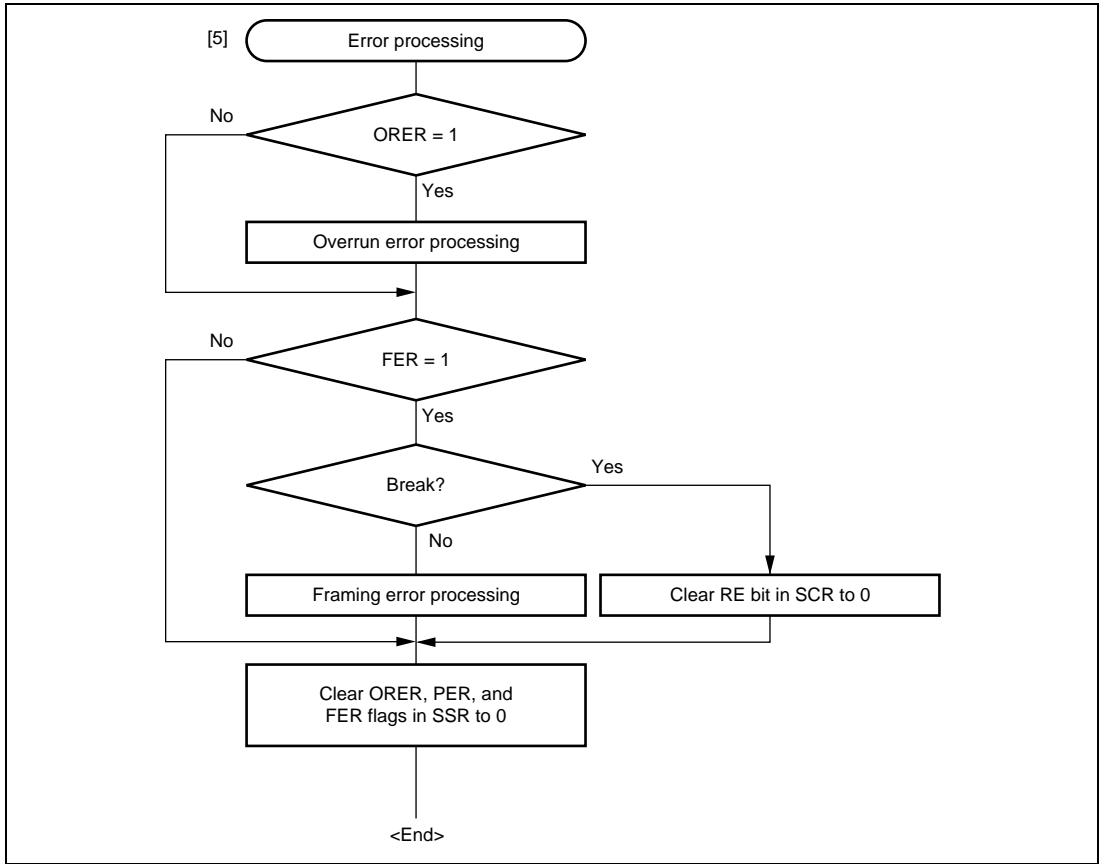 [5] Error processing
No
ORER = 1
Yes
Overrun error processing
No
FER = 1
Yes
Break?
Yes
No
Framing error processing
Clear RE bit in SCR to 0
Clear ORER, PER, and
FER flags in SSR to 0
<End>